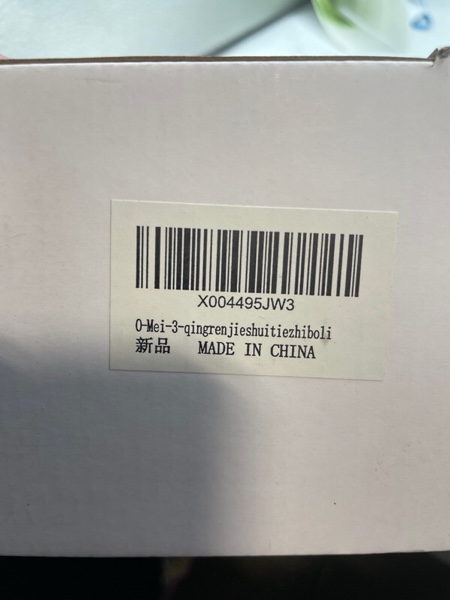 X004495JW3
O-Mei-3-qingrenjieshuitiezhiboli
新品 MADE IN CHINA